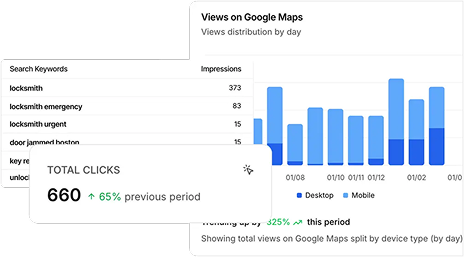 Views on Google Maps
Views distribution by day
Search Keywords Impressions
locksmith 373
locksmith emergency 83
locksmith urgent 15
door jammed boston 15
key re
unloc
TOTAL CLICKS
660 ↑ 65% previous period
01/08 01/10 01/11 01/12 01/02 01/0
Desktop Mobile
Trending up by 325% this period
Showing total views on Google Maps split by device type (by day)